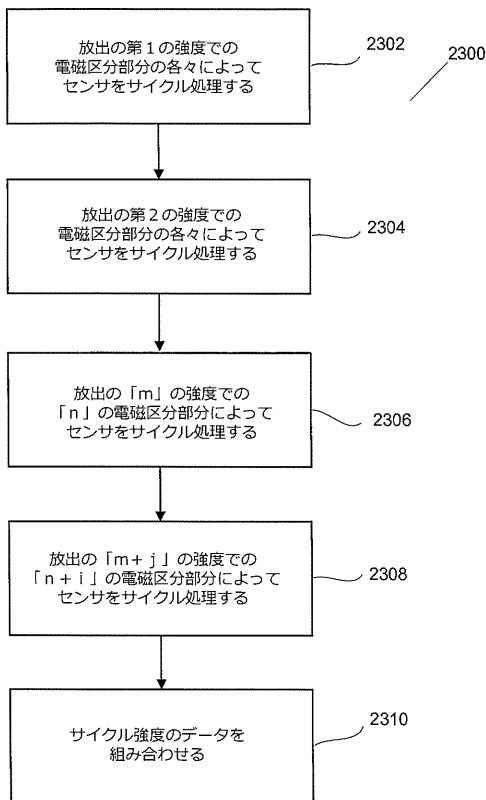 放出の第１の強度での
電磁区分部分の各々によって
センサをサイクル処理する
2302
2300
放出の第２の強度での
電磁区分部分の各々によって
センサをサイクル処理する
2304
放出の「ｍ」の強度での
「ｎ」の電磁区分部分によって
センサをサイクル処理する
2306
放出の「ｍ＋ｊ」の強度での
「ｎ＋ｉ」の電磁区分部分によって
センサをサイクル処理する
2308
サイクル強度のデータを
組み合わせる
2310